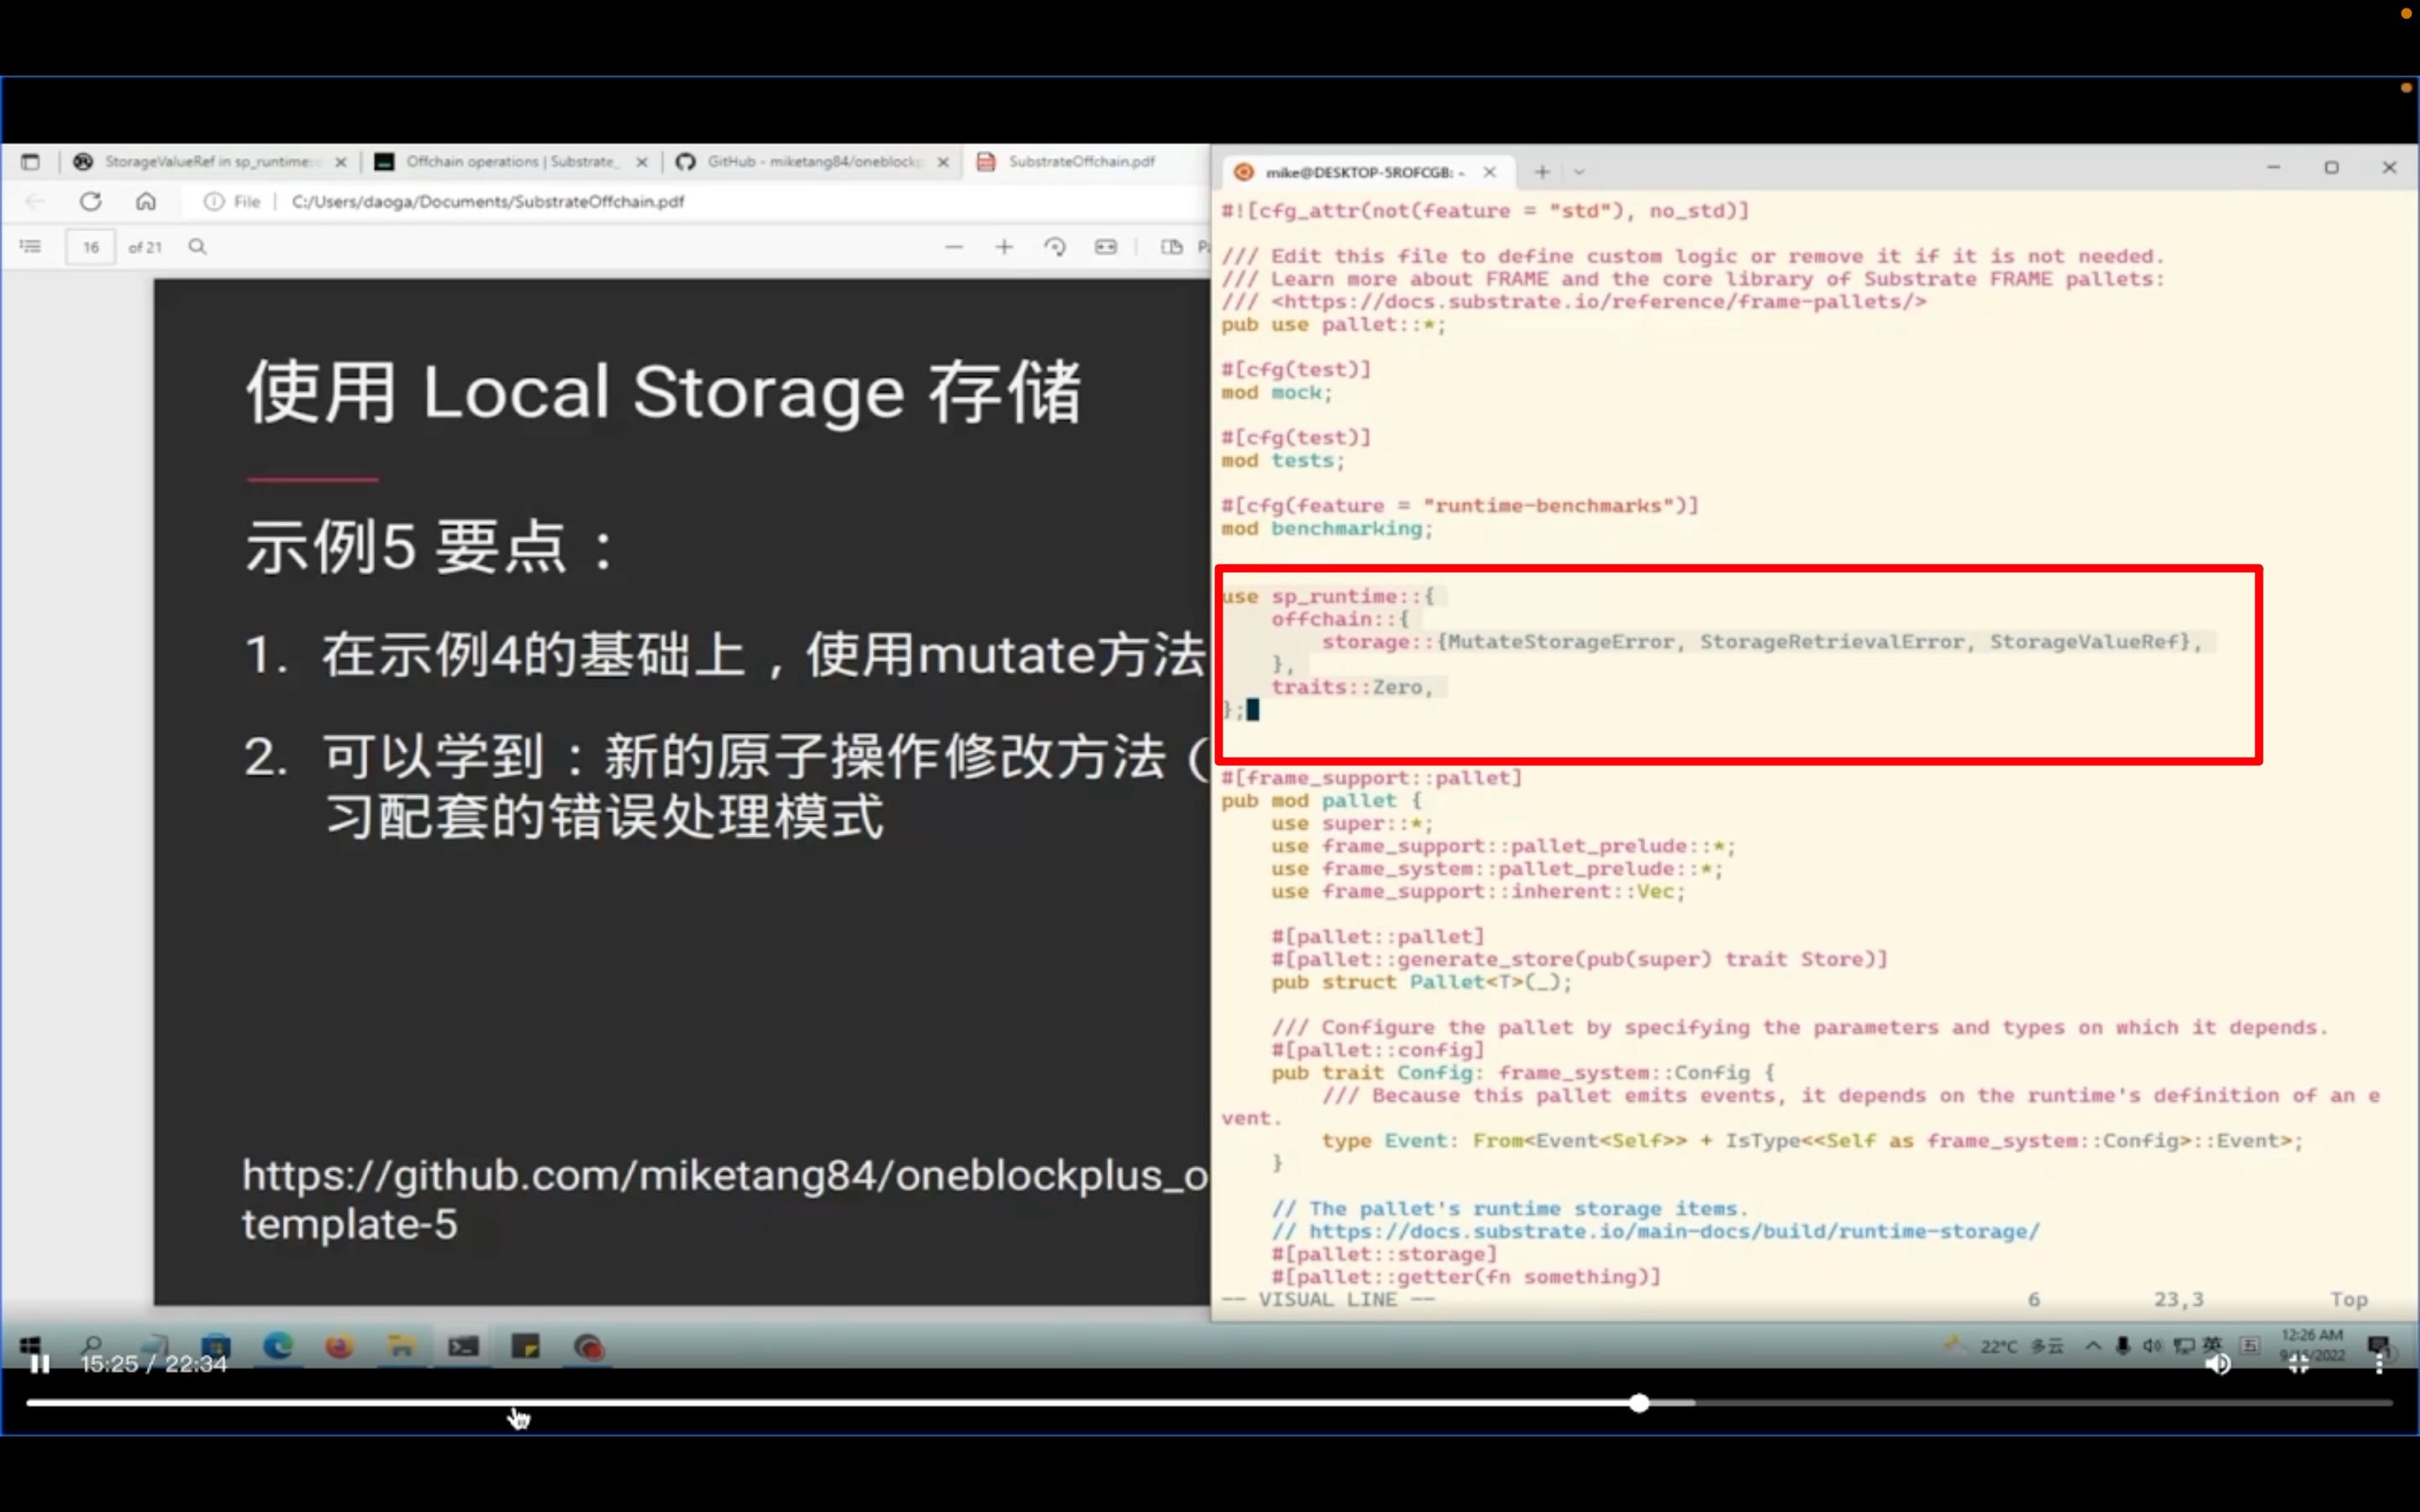 StorageValueRef in sp_runtime::
Offchain operations | Substrate_
GitHub - miketang84/oneblockp
SubstrateOffchain.pdf
File
C:/Users/daoga/Documents/SubstrateOffchain.pdf
16 of 21
使用 Local Storage 存储
示例5 要点：
1. 在示例4的基础上，使用mutate方法
2. 可以学到：新的原子操作修改方法（
习配套的错误处理模式
https://github.com/miketang84/oneblockplus_o
template-5
mike@DESKTOP-5ROFCGB: ~
#![cfg_attr(not(feature = "std"), no_std)]
/// Edit this file to define custom logic or remove it if it is not needed.
/// Learn more about FRAME and the core library of Substrate FRAME pallets:
/// <https://docs.substrate.io/reference/frame-pallets/>
pub use pallet::*;
#[cfg(test)]
mod mock;
#[cfg(test)]
mod tests;
#[cfg(feature = "runtime-benchmarks")]
mod benchmarking;
use sp_runtime::{
offchain::{
storage::{MutateStorageError, StorageRetrievalError, StorageValueRef},
},
traits::Zero,
};
#[frame_support::pallet]
pub mod pallet {
use super::*;
use frame_support::pallet_prelude::*;
use frame_system::pallet_prelude::*;
use frame_support::inherent::Vec;
#[pallet::pallet]
#[pallet::generate_store(pub(super) trait Store)]
pub struct Pallet<T>(_);
/// Configure the pallet by specifying the parameters and types on which it depends.
#[pallet::config]
pub trait Config: frame_system::Config {
/// Because this pallet emits events, it depends on the runtime's definition of an e
vent.
type Event: From<Event<Self>> + IsType<<Self as frame_system::Config>::Event>;
}
// The pallet's runtime storage items.
// https://docs.substrate.io/main-docs/build/runtime-storage/
#[pallet::storage]
#[pallet::getter(fn something)]
-- VISUAL LINE -- 6 23,3 Top
22°C 多云 英 五 12:26 AM
9/15/2022
15:25 / 22:34